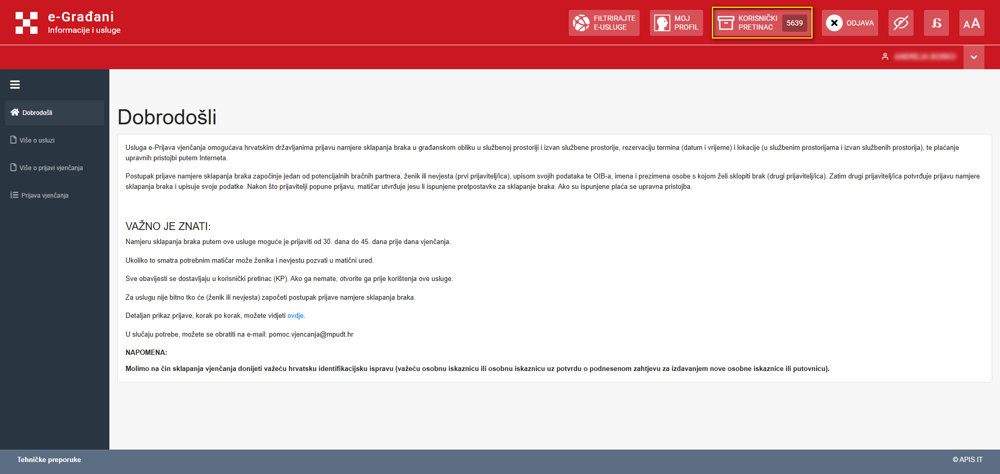 e-Građani
Informacije i usluge
FILTRIRAJTE
E-USLUGE
MOJ
PROFIL
KORISNIČKI
PRETINAC
5639
ODJAVA
AA
Dobrodošli
Više o usluzi
Više o prijavi vjenčanja
Prijava vjenčanja
Dobrodošli
Usluga e-Prijava vjenčanja omogućava hrvatskim državljanima prijavu namjere sklapanja braka u građanskom obliku u službenoj prostoriji i izvan službene prostorije, rezervaciju termina (datum i vrijeme) i lokacije (u službenim prostorijama i izvan službenih prostorija), te plaćanje
upravnih pristojbi putem Interneta.
Postupak prijave namjere sklapanja braka započinje jedan od potencijalnih bračnih partnera, ženik ili nevjesta (prvi prijavitelj/ica), upisom svojih podataka te OIB-a, imena i prezimena osobe s kojom želi sklopiti brak (drugi prijavitelj/ica). Zatim drugi prijavitelj/ica potvrđuje prijavu namjere
sklapanja braka i upisuje svoje podatke. Nakon što prijavitelji popune prijavu, matičar utvrđuje jesu li ispunjene pretpostavke za sklapanje braka. Ako su ispunjene plaća se upravna pristojba.
VAŽNO JE ZNATI:
Namjeru sklapanja braka putem ove usluge moguće je prijaviti od 30. dana do 45. dana prije dana vjenčanja.
Ukoliko to smatra potrebnim matičar može ženika i nevjestu pozvati u matični ured.
Sve obavijesti se dostavljaju u korisnički pretinac (KP). Ako ga nemate, otvorite ga prije korištenja ove usluge.
Za uslugu nije bitno tko će (ženik ili nevjesta) započeti postupak prijave namjere sklapanja braka.
Detaljan prikaz prijave, korak po korak, možete vidjeti ovdje.
U slučaju potrebe, možete se obratiti na e-mail: pomoc.vjencanja@mpudt.hr
NAPOMENA:
Molimo na čin sklapanja vjenčanja donijeti važeću hrvatsku identifikacijsku ispravu (važeću osobnu iskaznicu ili osobnu iskaznicu uz potvrdu o podnesenom zahtjevu za izdavanjem nove osobne iskaznice ili putovnicu).
Tehničke preporuke
© APIS IT